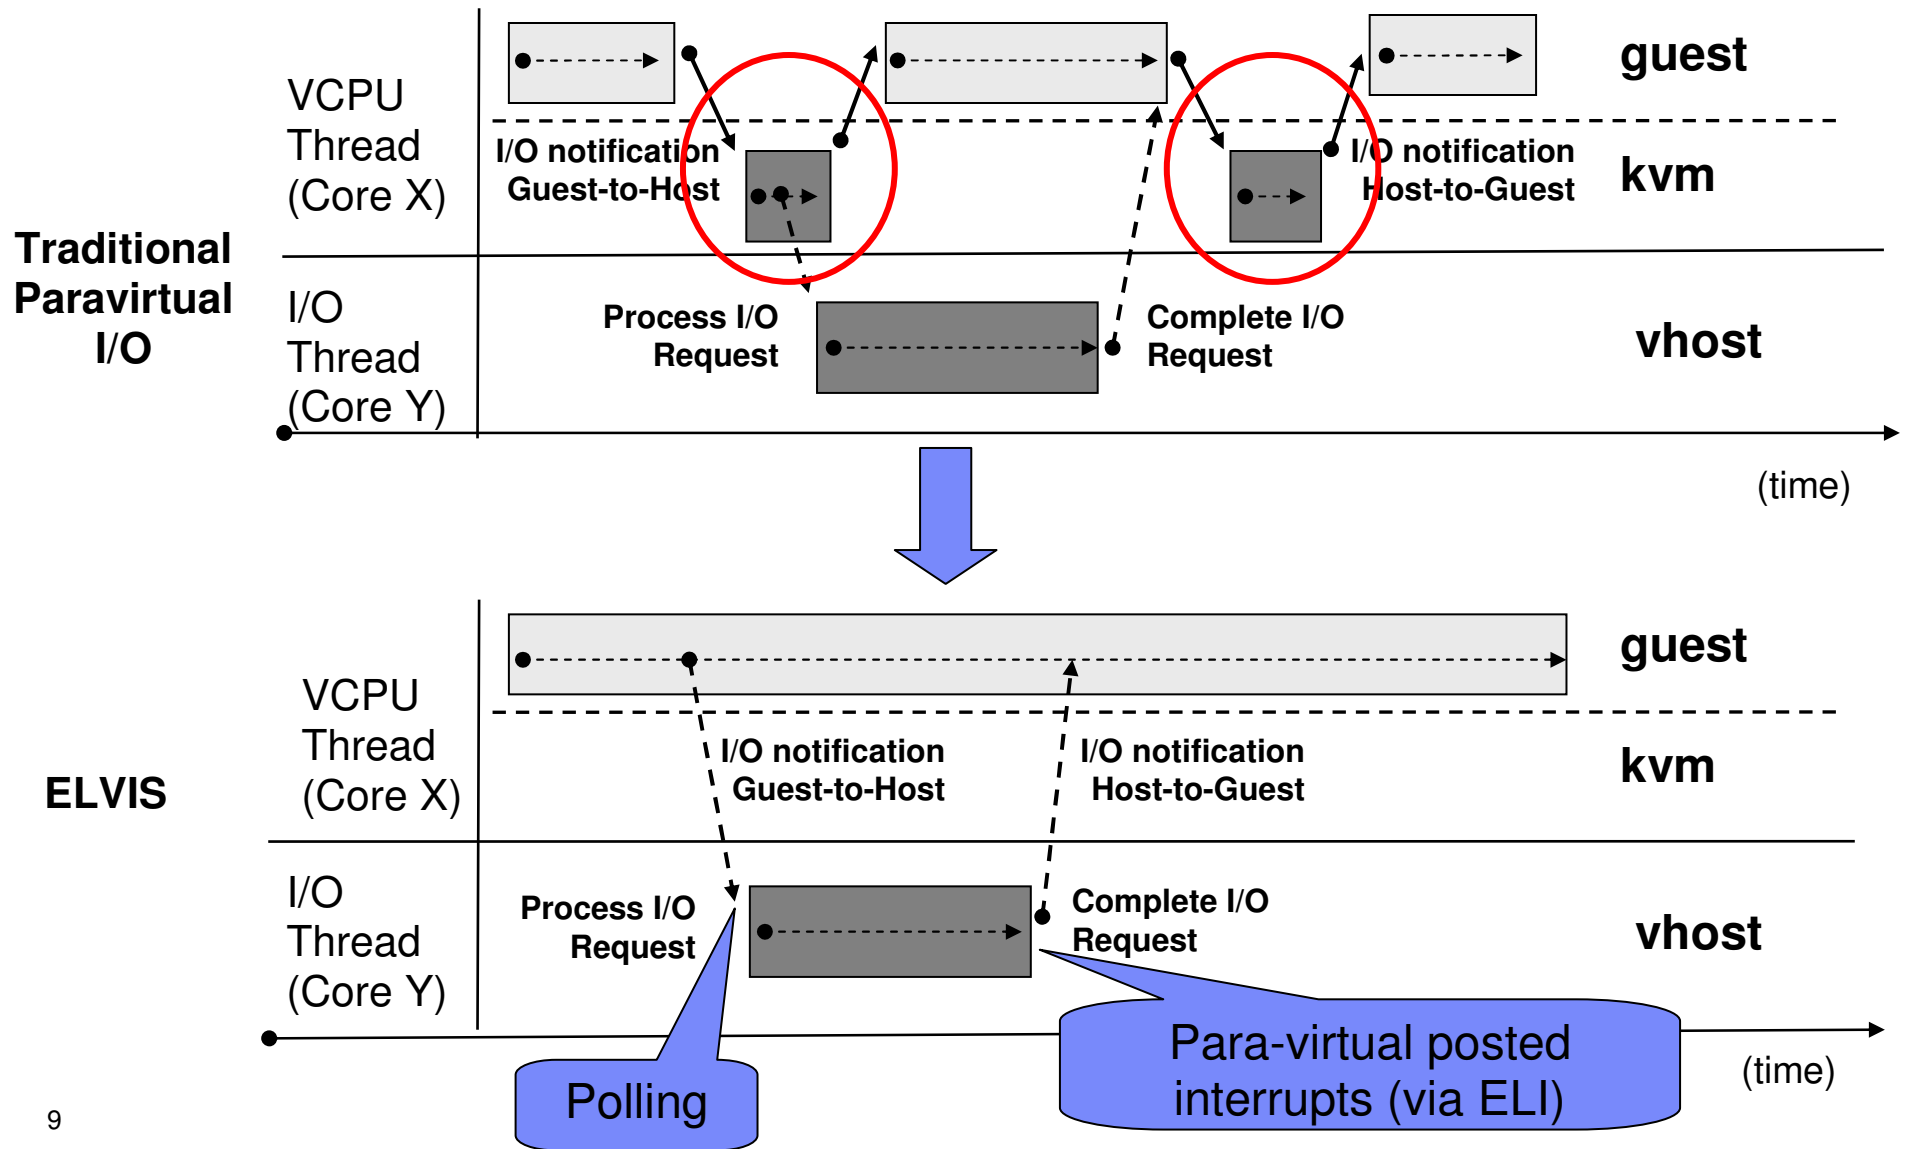 guest
VCPU
Thread
(Core X)
I/O notification
Guest-to-Host
I/O notification
Host-to-Guest
kvm
Traditional
Paravirtual
I/O
I/O
Thread
(Core Y)
Process I/O
Request
Complete I/O
Request
vhost
(time)
guest
VCPU
Thread
(Core X)
I/O notification
Guest-to-Host
I/O notification
Host-to-Guest
kvm
ELVIS
I/O
Thread
(Core Y)
Process I/O
Request
Complete I/O
Request
vhost
Polling
Para-virtual posted
interrupts (via ELI)
(time)
9